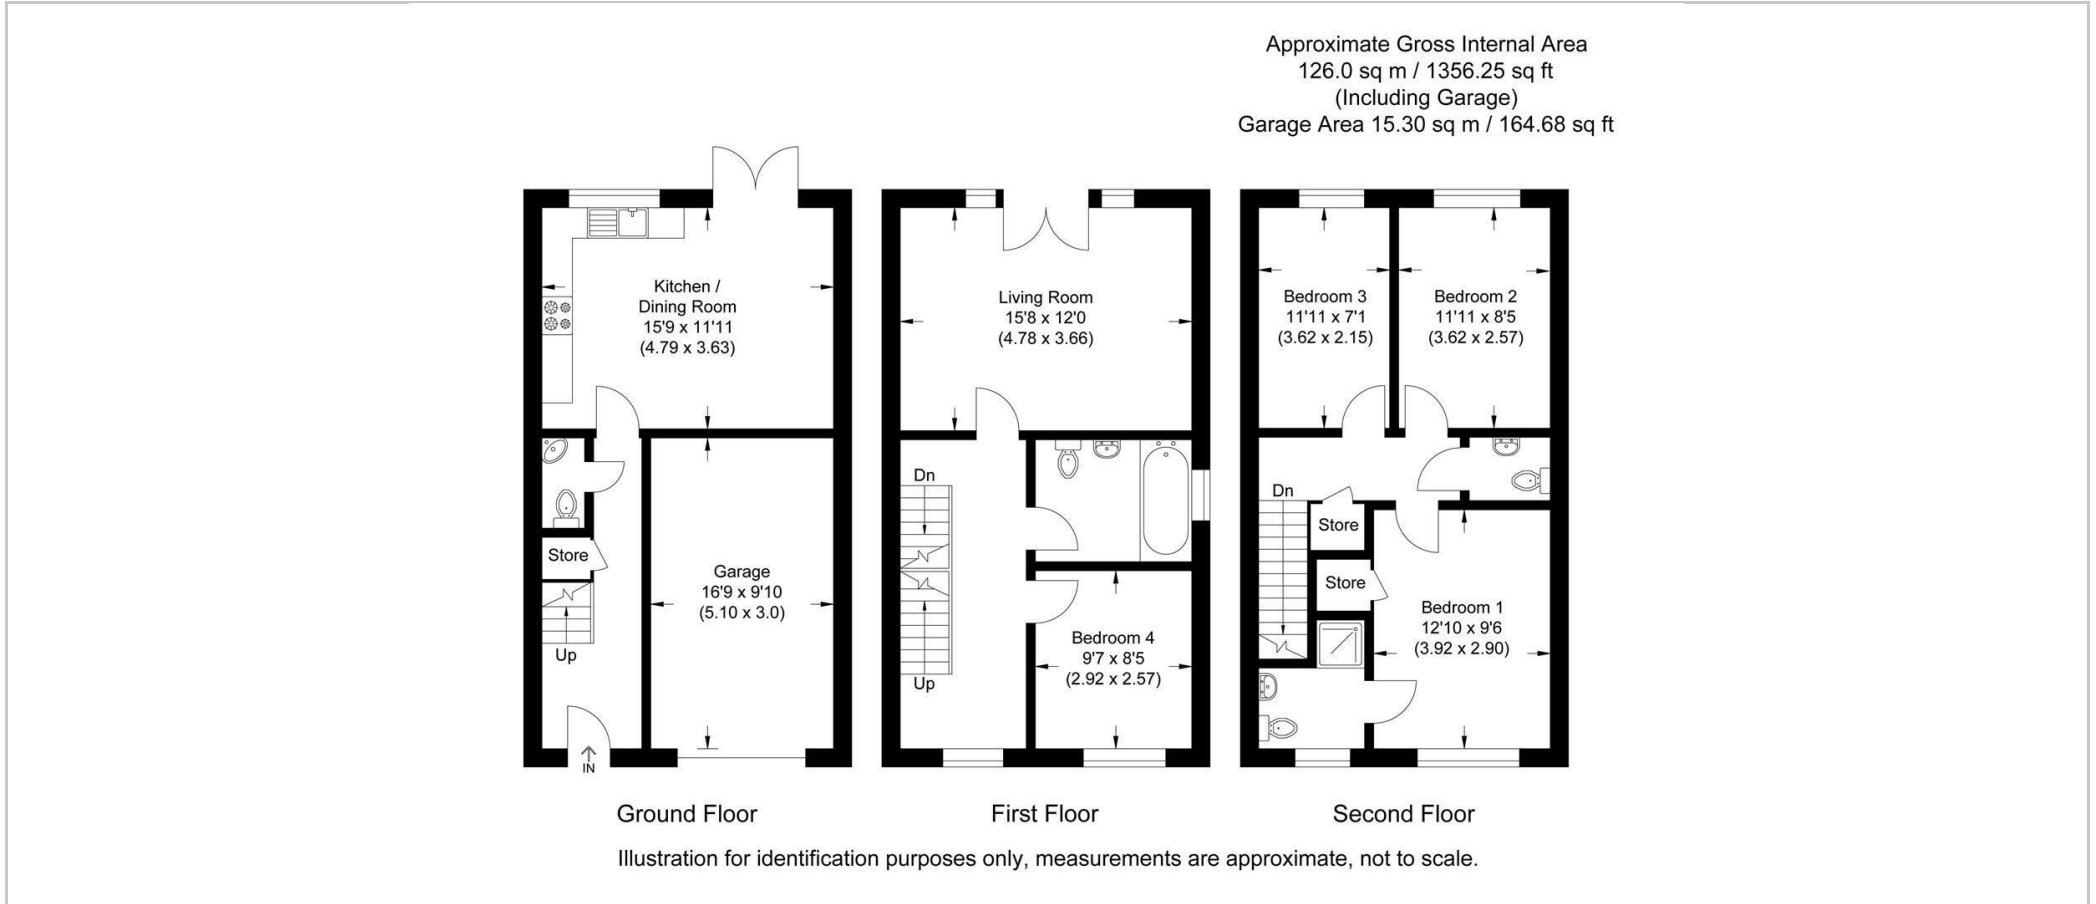 Approximate Gross Internal Area
126.0 sq m / 1356.25 sq ft
(Including Garage)
Garage Area 15.30 sq m / 164.68 sq ft
Kitchen /
Dining Room
15'9 x 11'11
(4.79 x 3.63)
Store
Up
Garage
16'9 x 9'10
(5.10 x 3.0)
IN
Ground Floor
Living Room
15'8 x 12'0
(4.78 x 3.66)
Dn
Up
Bedroom 4
9'7 x 8'5
(2.92 x 2.57)
First Floor
Bedroom 3
11'11 x 7'1
(3.62 x 2.15)
Bedroom 2
11'11 x 8'5
(3.62 x 2.57)
Dn
Store
Store
Bedroom 1
12'10 x 9'6
(3.92 x 2.90)
Second Floor
Illustration for identification purposes only, measurements are approximate, not to scale.